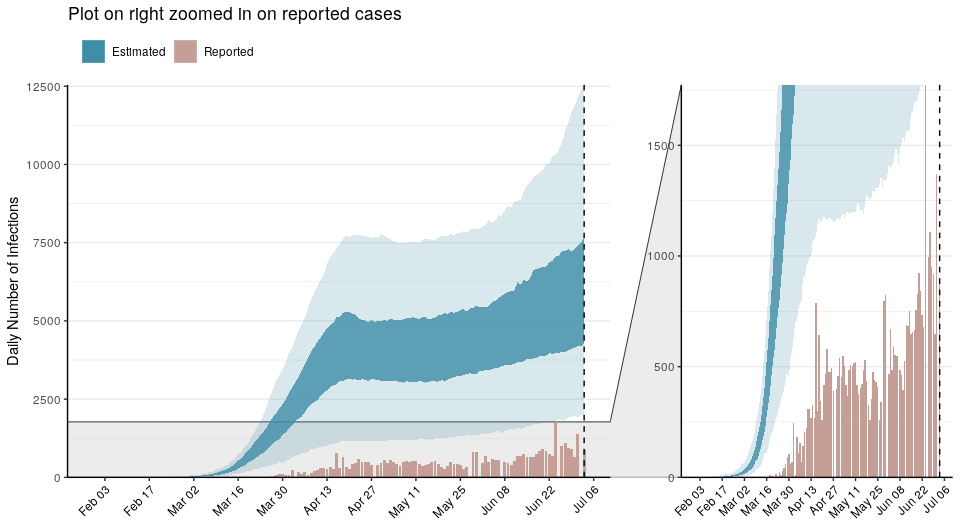 Plot on right zoomed in on reported cases
Estimated Reported
Daily Number of Infections
12500
10000
7500
5000
2500
0
Feb 03 Feb 17 Mar 02 Mar 16 Mar 30 Apr 13 Apr 27 May 11 May 25 Jun 08 Jun 22 Jul 06
1500
1000
500
0
Feb 03 Feb 17 Mar 02 Mar 16 Mar 30 Apr 13 Apr 27 May 11 May 25 Jun 08 Jun 22 Jul 06